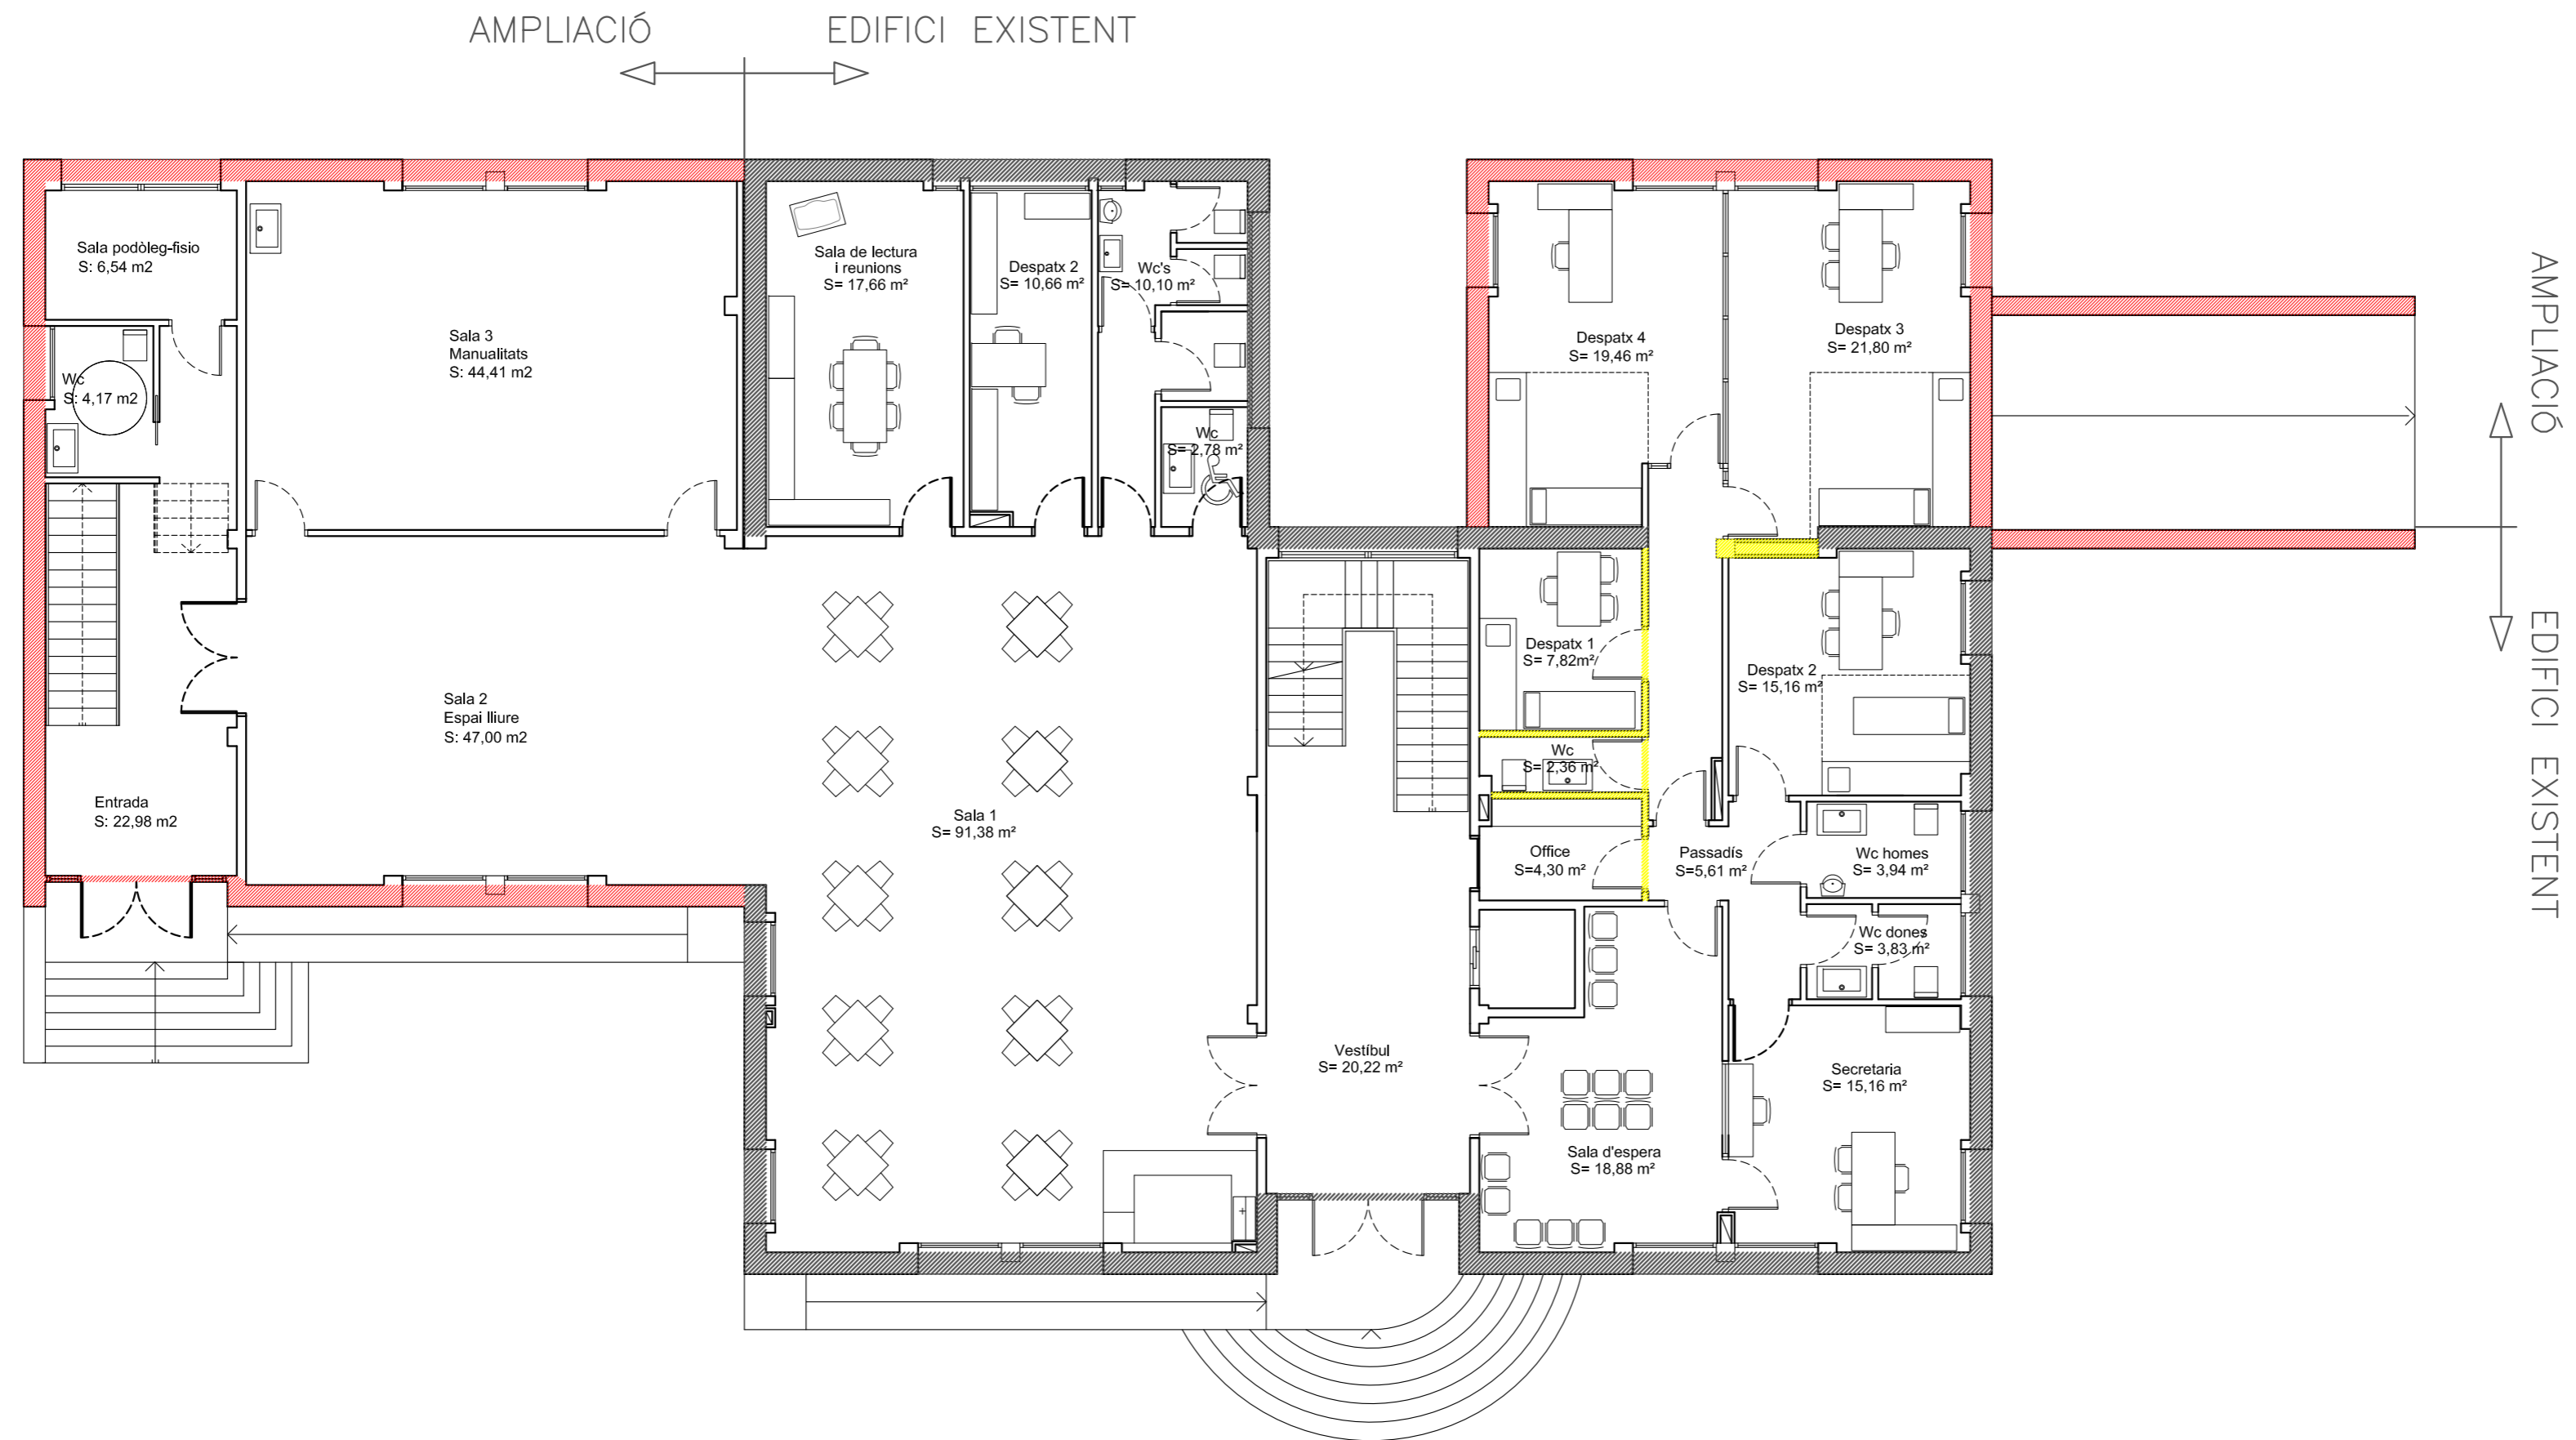 AMPLIACIÓ
EDIFICI EXISTENT
Sala podòleg-fisio
S: 6,54 m2
Wc
S: 4,17 m2
Sala 3
Manualitats
S: 44,41 m2
Sala de lectura
i reunions
S= 17,66 m²
Despatx 2
S= 10,66 m²
Wc's
S= 10,10 m²
Wc
S= 2,78 m²
Despatx 4
S= 19,46 m²
Despatx 3
S= 21,80 m²
AMPLIACIÓ
EDIFICI EXISTENT
Sala 2
Espai lliure
S: 47,00 m2
Entrada
S: 22,98 m2
Sala 1
S= 91,38 m²
Despatx 1
S= 7,82m²
Wc
S= 2,36 m²
Despatx 2
S= 15,16 m²
Office
S=4,30 m²
Passadís
S=5,61 m²
Wc homes
S= 3,94 m²
Wc dones
S= 3,83 m²
Vestíbul
S= 20,22 m²
Secretaria
S= 15,16 m²
Sala d'espera
S= 18,88 m²